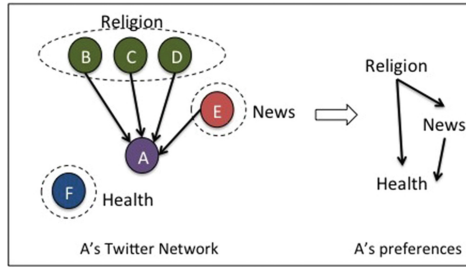 Religion
B C D
E News
A
F Health
A's Twitter Network
Religion
News
Health
A's preferences